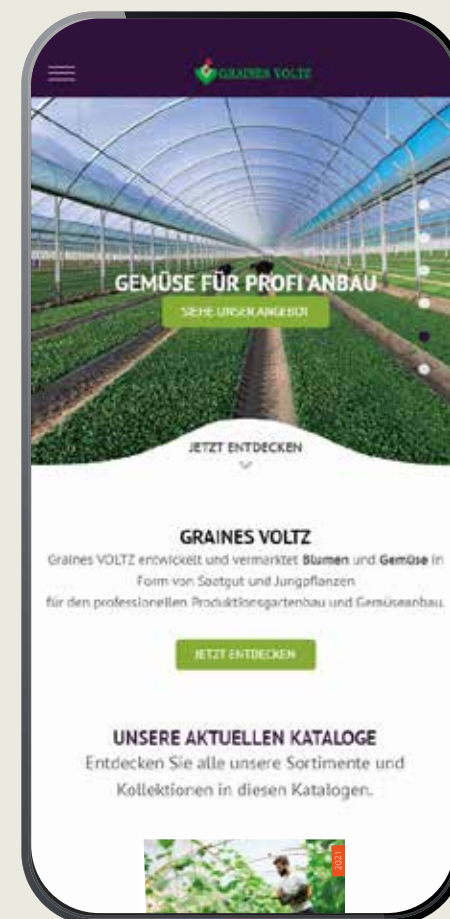 GRAINES VOLTZ
GEMÜSE FÜR PROFI ANBAU
SIEHE UNSER ANGEBOT
JETZT ENTDECKEN
GRAINES VOLTZ
Graines VOLTZ entwickelt und vermarktet Blumen und Gemüse in
Form von Saatgut und Jungpflanzen
für den professionellen Produktionsgartenbau und Gemüseanbau.
JETZT ENTDECKEN
UNSERE AKTUELLEN KATALOGE
Entdecken Sie alle unsere Sortimente und
Kollektionen in diesen Katalogen.
2021